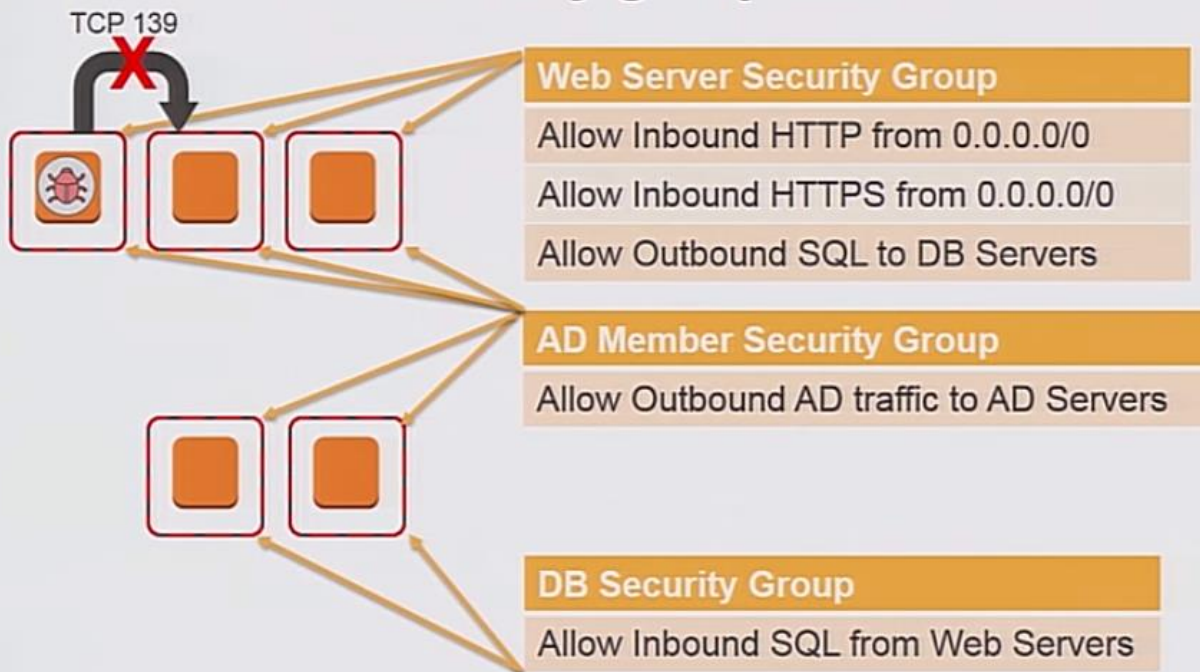 TCP 139
Web Server Security Group
Allow Inbound HTTP from 0.0.0.0/0
Allow Inbound HTTPS from 0.0.0.0/0
Allow Outbound SQL to DB Servers
AD Member Security Group
Allow Outbound AD traffic to AD Servers
DB Security Group
Allow Inbound SQL from Web Servers